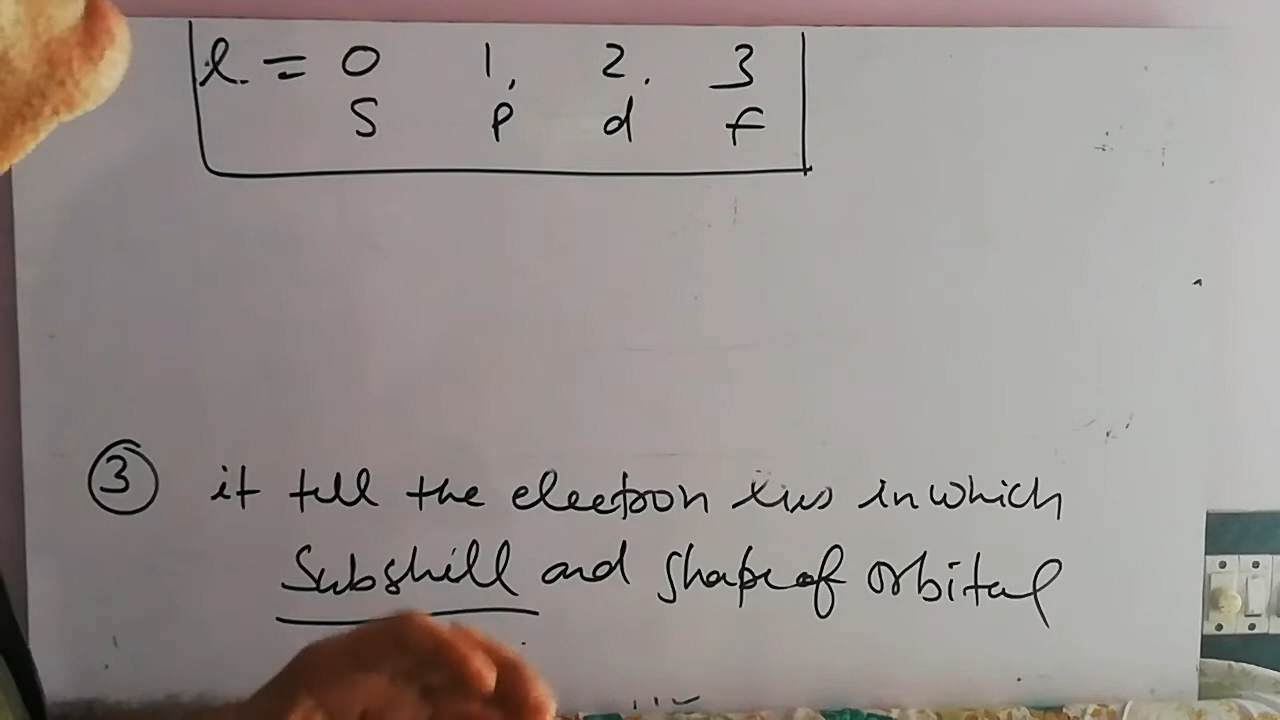 l = 0 1, 2. 3
S p d f
③ it tell the electron lies in which
Subshell and shape of orbital